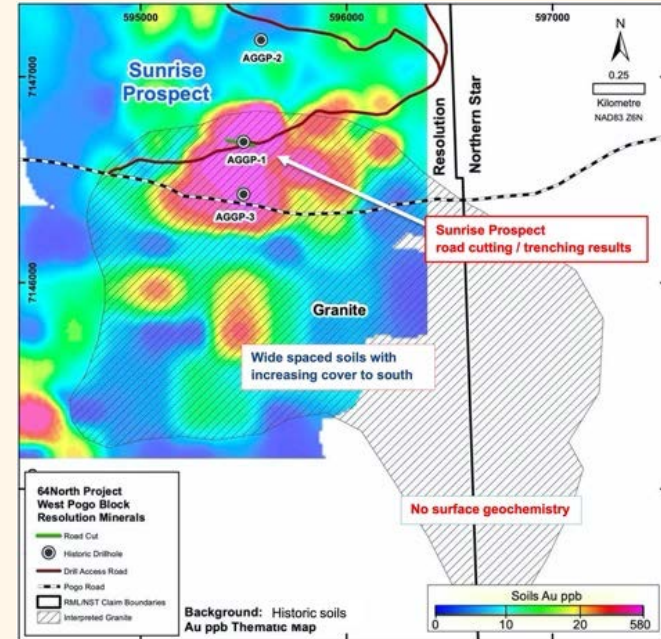 595000
596000
597000
N
0.25
Kilometre
NAD83 Z6N
7147000
7146000
Sunrise
Prospect
AGGP-2
AGGP-1
AGGP-3
Resolution
Northern Star
Sunrise Prospect
road cutting / trenching results
Granite
Wide spaced soils with
increasing cover to south
No surface geochemistry
64North Project
West Pogo Block
Resolution Minerals
Road Cut
Historic Drillhole
Drill Access Road
Pogo Road
RML/NST Claim Boundaries
Interpreted Granite
Background: Historic soils
Au ppb Thematic Map
Soils Au ppb
0 10 20 580